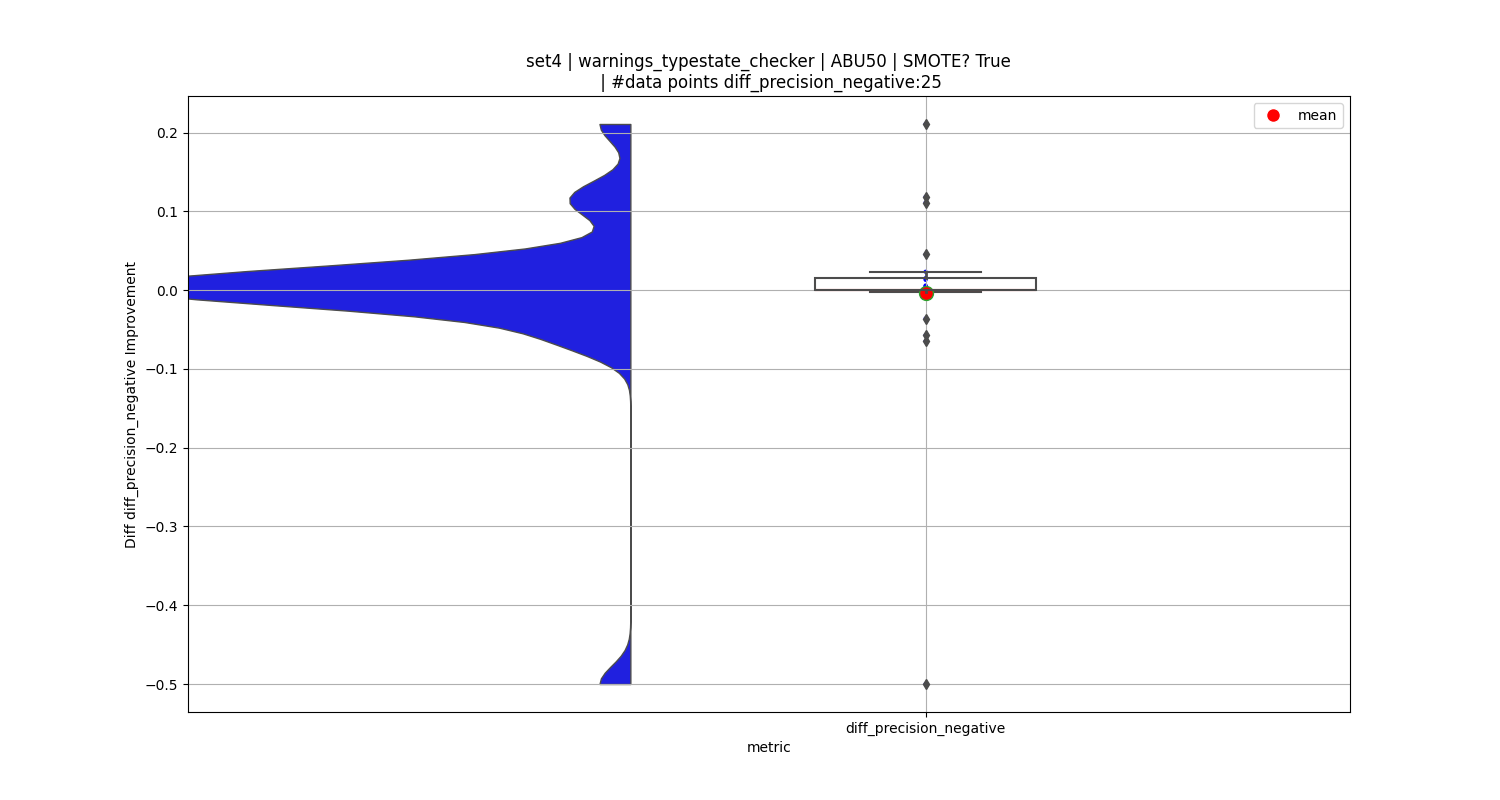 set4 | warnings_typestate_checker | ABU50 | SMOTE? True
| #data points diff_precision_negative:25
mean
0.2
0.1
0.0
−0.1
−0.2
−0.3
−0.4
−0.5
Diff diff_precision_negative Improvement
diff_precision_negative
metric